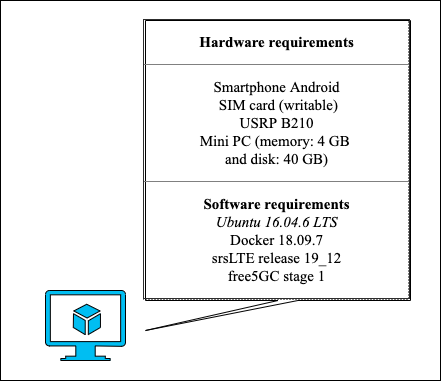 Hardware requirements
Smartphone Android
SIM card (writable)
USRP B210
Mini PC (memory: 4 GB
and disk: 40 GB)
Software requirements
Ubuntu 16.04.6 LTS
Docker 18.09.7
srsLTE release 19_12
free5GC stage 1